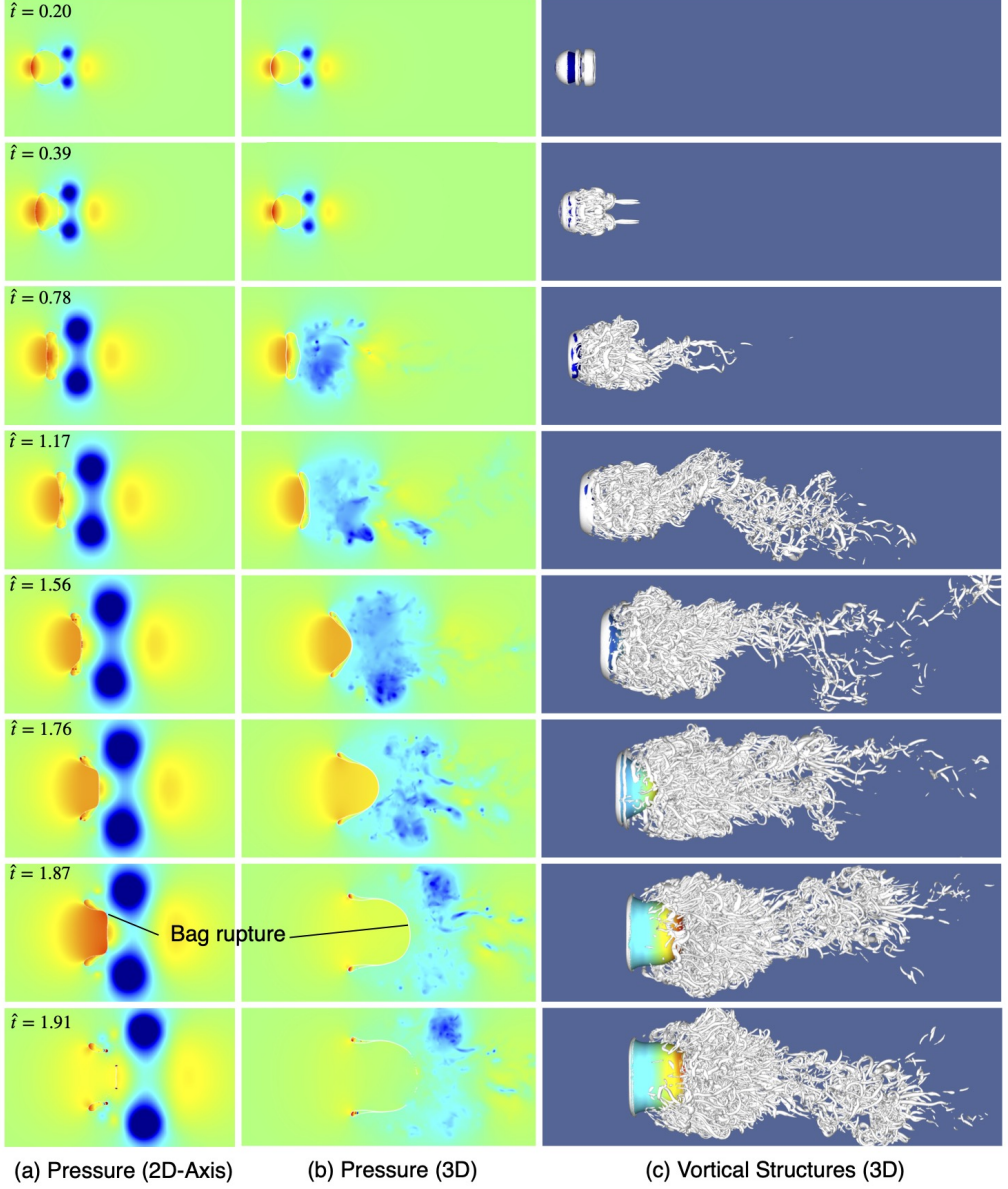 t̂ = 0.20
t̂ = 0.39
t̂ = 0.78
t̂ = 1.17
t̂ = 1.56
t̂ = 1.76
t̂ = 1.87
Bag rupture
t̂ = 1.91
(a) Pressure (2D-Axis)
(b) Pressure (3D)
(c) Vortical Structures (3D)